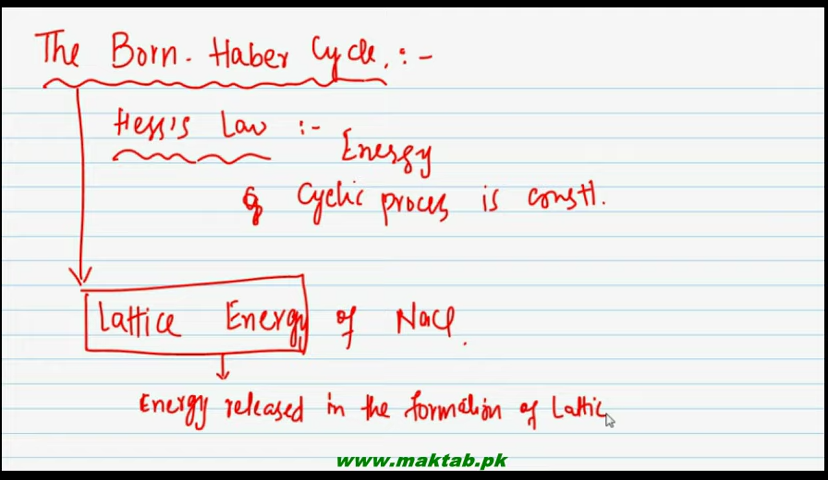 The Born-Haber Cycle :-
Hess's Law :- Energy
of Cyclic proces is constt.
Lattice Energy of NaCl.
Energy released in the formation of Lattic
www.maktab.pk